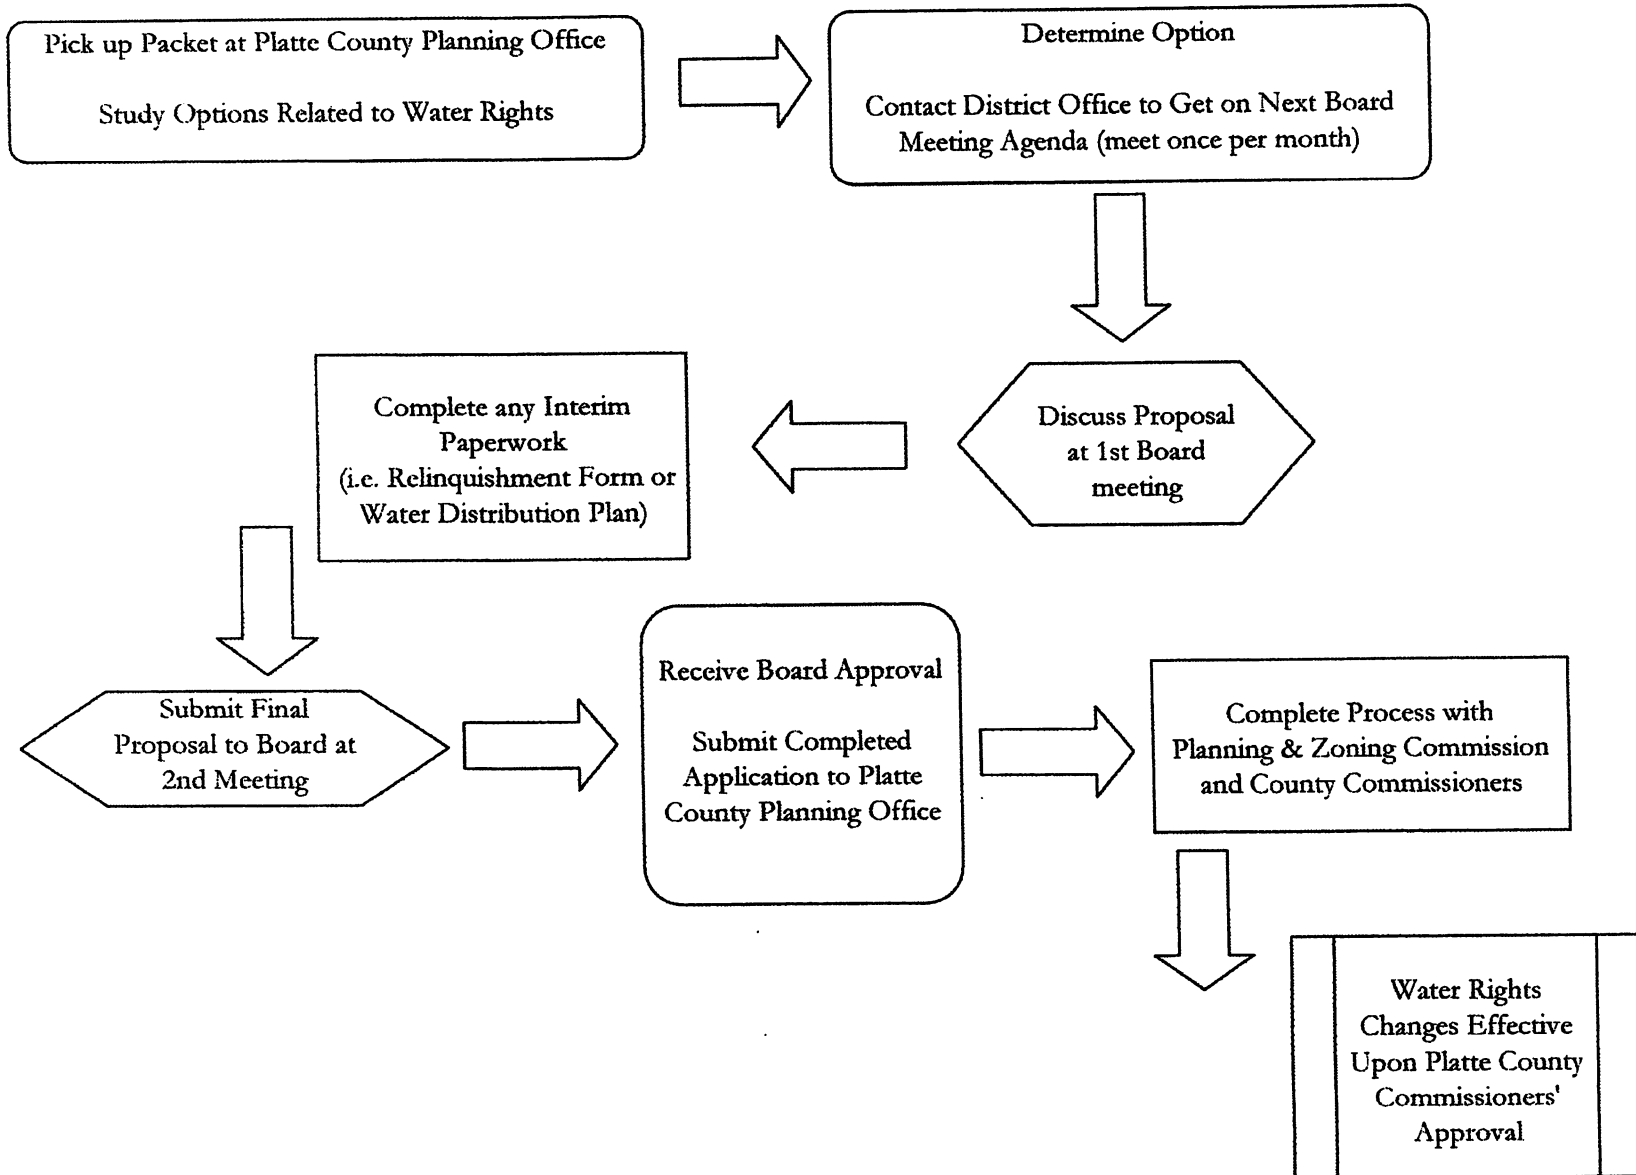 Pick up Packet at Platte County Planning Office
Study Options Related to Water Rights
Determine Option
Contact District Office to Get on Next Board
Meeting Agenda (meet once per month)
Discuss Proposal
at 1st Board
meeting
Complete any Interim
Paperwork
(i.e. Relinquishment Form or
Water Distribution Plan)
Submit Final
Proposal to Board at
2nd Meeting
Receive Board Approval
Submit Completed
Application to Platte
County Planning Office
Complete Process with
Planning & Zoning Commission
and County Commissioners
Water Rights
Changes Effective
Upon Platte County
Commissioners'
Approval